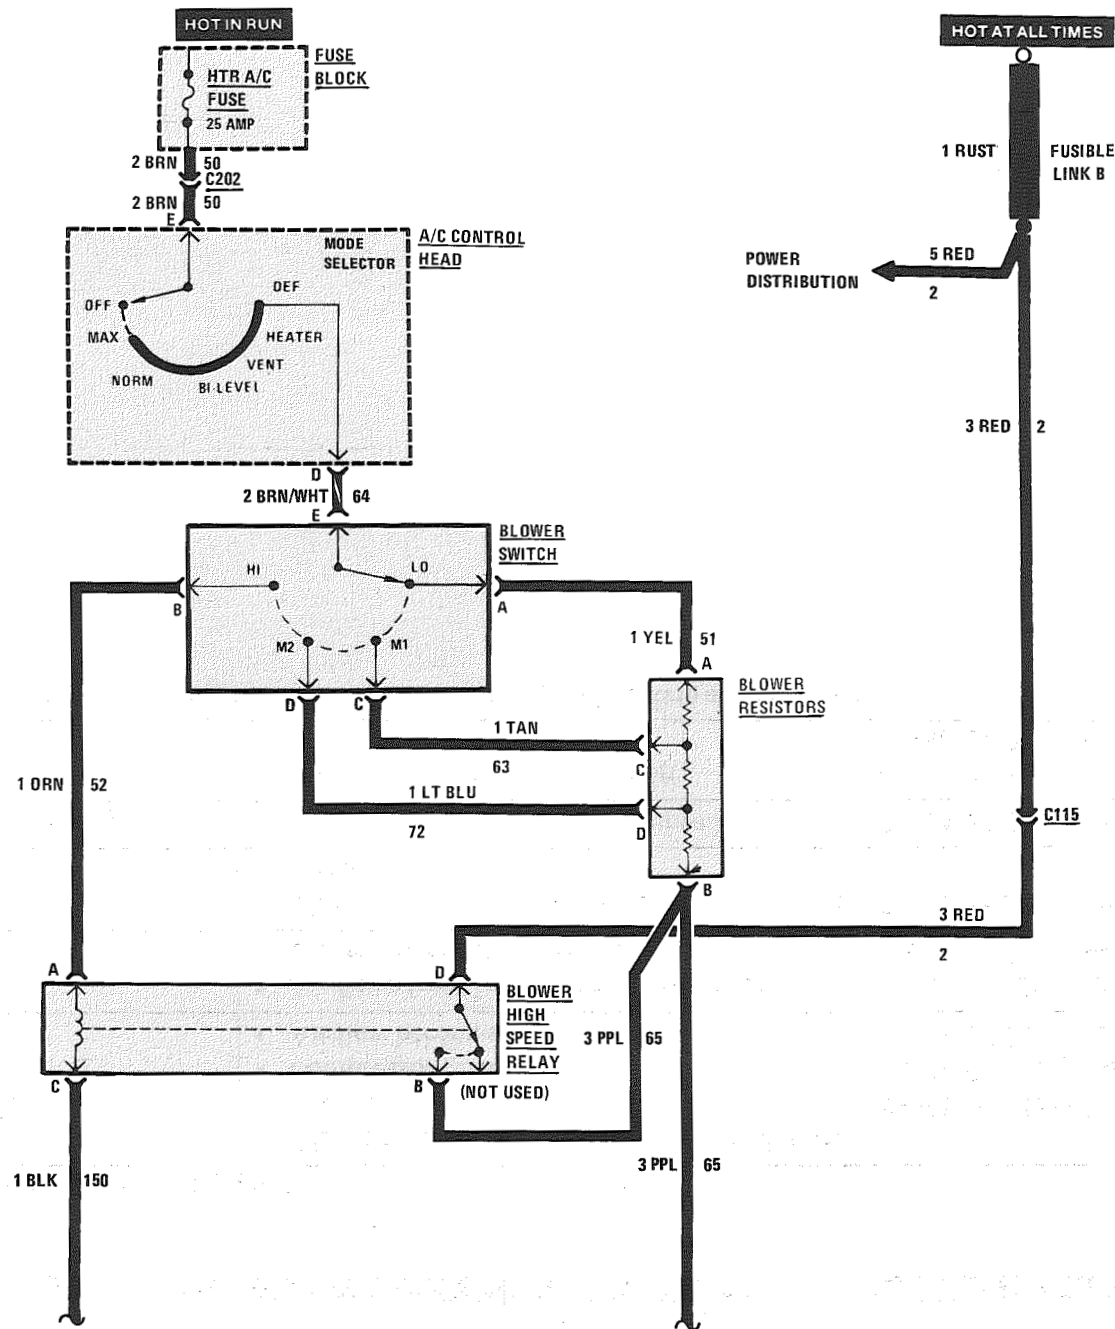 HOT IN RUN
HOT AT ALL TIMES
FUSE
BLOCK
HTR A/C
FUSE
25 AMP
1 RUST
FUSIBLE
LINK B
2 BRN 50
C202
2 BRN 50
E
MODE
SELECTOR
A/C CONTROL
HEAD
5 RED
2
POWER
DISTRIBUTION
OFF
DEF
MAX
HEATER
NORM
VENT
BI LEVEL
3 RED 2
D
2 BRN/WHT 64
E
BLOWER
SWITCH
HI
LO
B
A
M2
M1
1 YEL 51
A
D
C
BLOWER
RESISTORS
1 TAN
63
C
1 ORN 52
1 LT BLU
72
D
C115
B
3 RED
2
A
D
BLOWER
HIGH
SPEED
RELAY
3 PPL 65
C
B
(NOT USED)
1 BLK 150
3 PPL 65